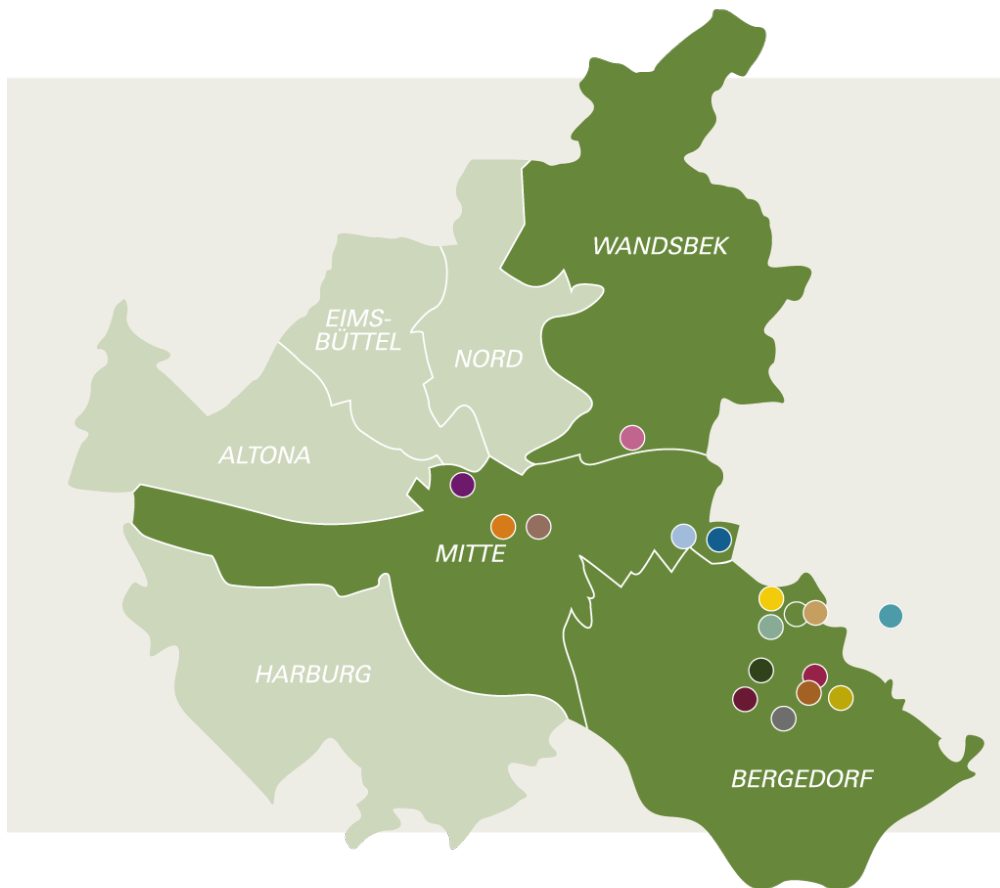 WANDSBEK
EIMS-
BÜTTEL
NORD
ALTONA
MITTE
HARBURG
BERGEDORF